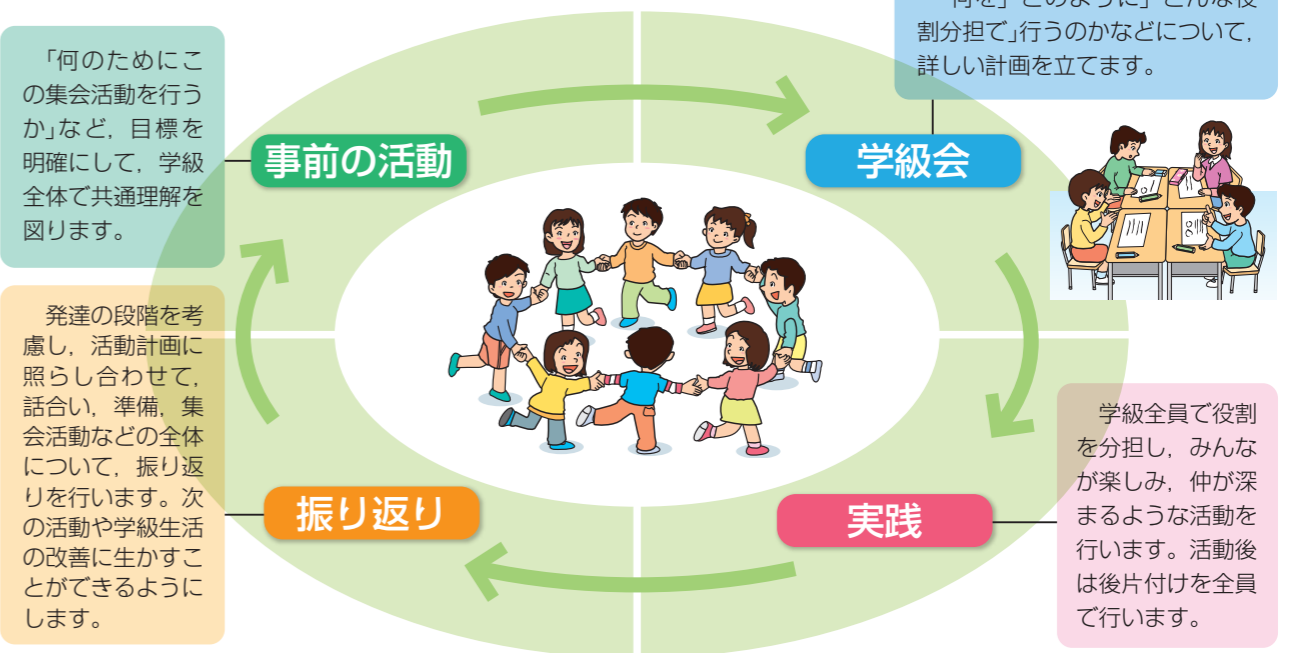 「何のためにこ
の集会活動を行う
か」など，目標を
明確にして，学級
全体で共通理解を
図ります。
事前の活動
割分担で」行うのかなどについて，
詳しい計画を立てます。
学級会
学級全員で役割
を分担し，みんな
が楽しみ，仲が深
まるような活動を
行います。活動後
は後片付けを全員
で行います。
実践
発達の段階を考
慮し，活動計画に
照らし合わせて，
話合い，準備，集
会活動などの全体
について，振り返
りを行います。次
の活動や学級生活
の改善に生かすこ
とができるように
します。
振り返り